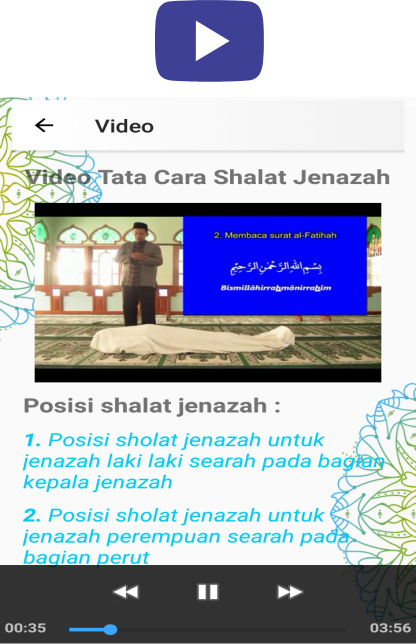 Video
Video Tata Cara Shalat Jenazah
2. Membaca surat al-Fatihah
بِسْمِ اللهِ الرَّحْمٰنِ الرَّحِيْمِ
Bismillâhirraḫmânirraḫîm
Posisi shalat jenazah :
1. Posisi sholat jenazah untuk
jenazah laki laki searah pada bagian
kepala jenazah
2. Posisi sholat jenazah untuk
jenazah perempuan searah pada
bagian perut
00:35 03:56